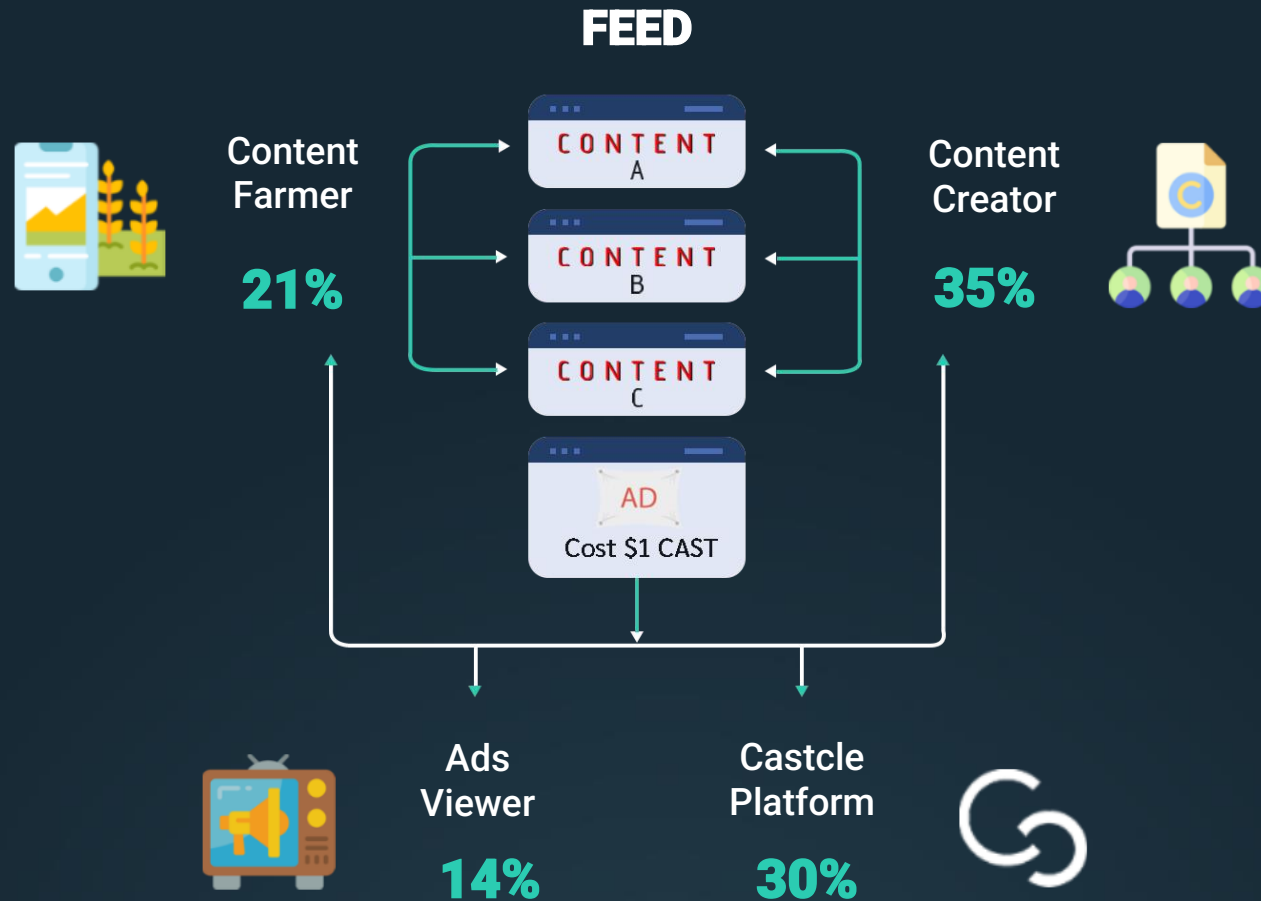 FEED
Content
Farmer
21%
CONTENT
A
CONTENT
B
CONTENT
C
AD
Cost $1 CAST
Content
Creator
35%
C
Ads
Viewer
14%
Castcle
Platform
30%